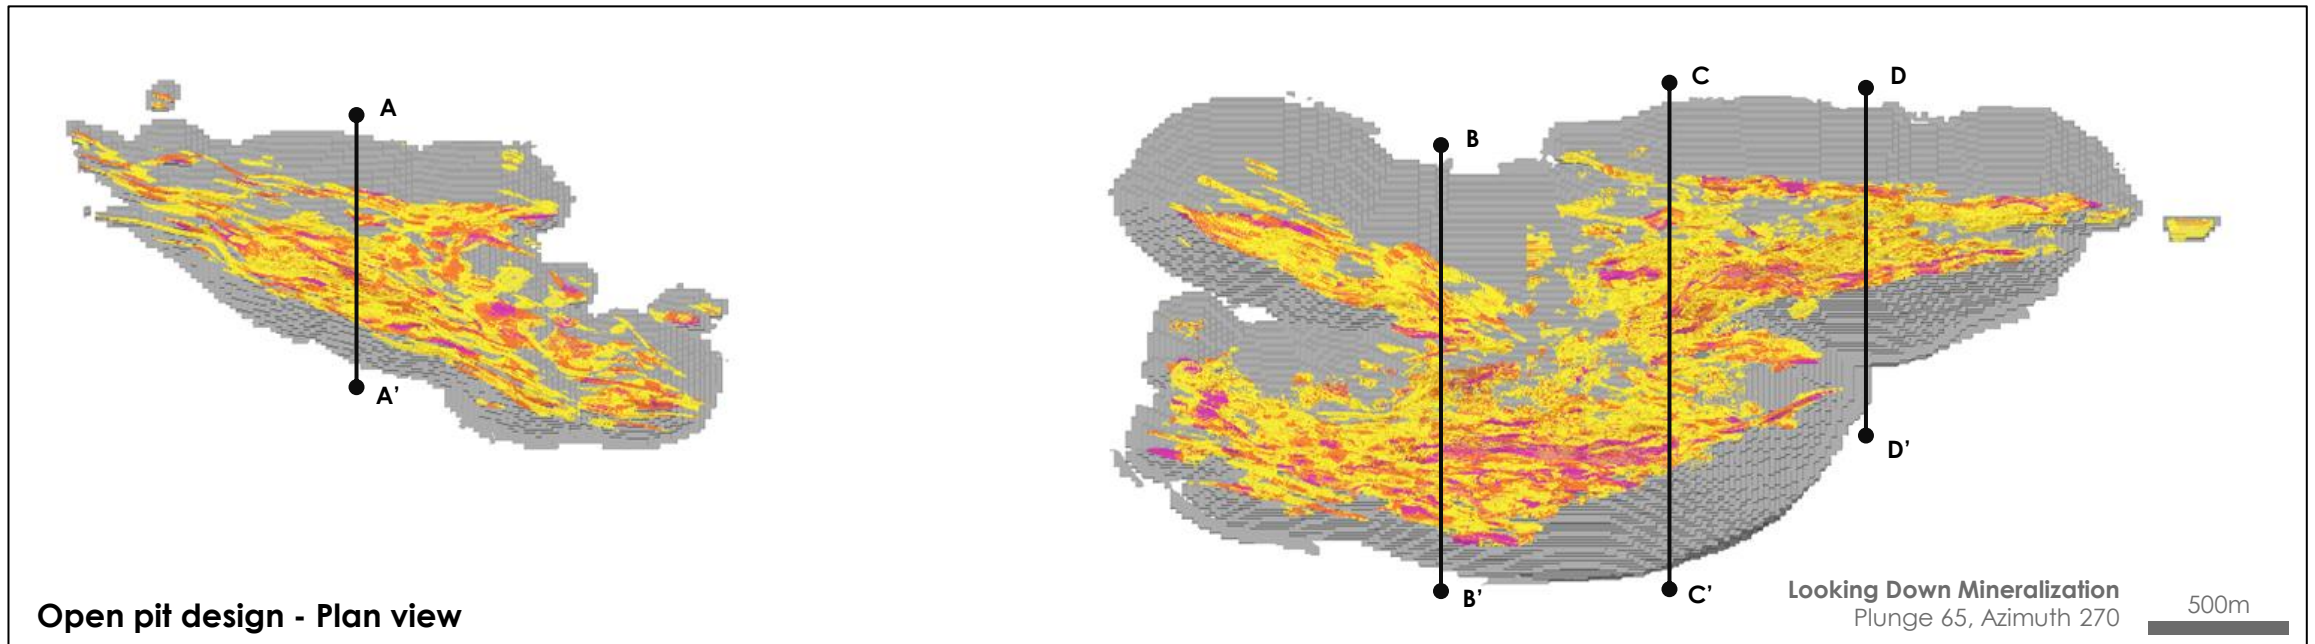 A
A’
B
B’
C
C’
D
D’
Open pit design - Plan view
Looking Down Mineralization
Plunge 65, Azimuth 270
500m